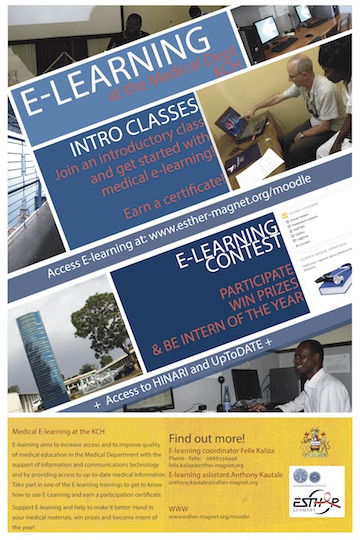 E-LEARNING
at the Medical Dept
KCH
INTRO CLASSES
Join an introductory class
and get started with
medical e-learning!
Earn a certificate!
Access E-learning at: www.esther-magnet.org/moodle
E-LEARNING
CONTEST
PARTICIPATE
WIN PRIZES
& BE INTERN OF THE YEAR
+ Access to HINARI and UpToDATE +
Medical E-learning at the KCH
E-learning aims to increase access and to improve quality
of medical education in the Medical Department with the
support of information and communications technology
and by providing access to up-to-date medical information.
Take part in one of the E-learning trainings to get to know
how to use E-Learning and earn a participation certificate.
Support E-learning and help to make it better: Hand in
your medical materials, win prizes and become intern of
the year!
Find out more!
E-learning coordinator Felix Kaliza
Phone - Felix:
felix.kaliza@esther-magnet.org
E-learning asisstant Anthony Kautale
anthony.kautale@esther-magnet.org
WWW
www.esther-magnet.org/moodle
ESTHER
GERMANY